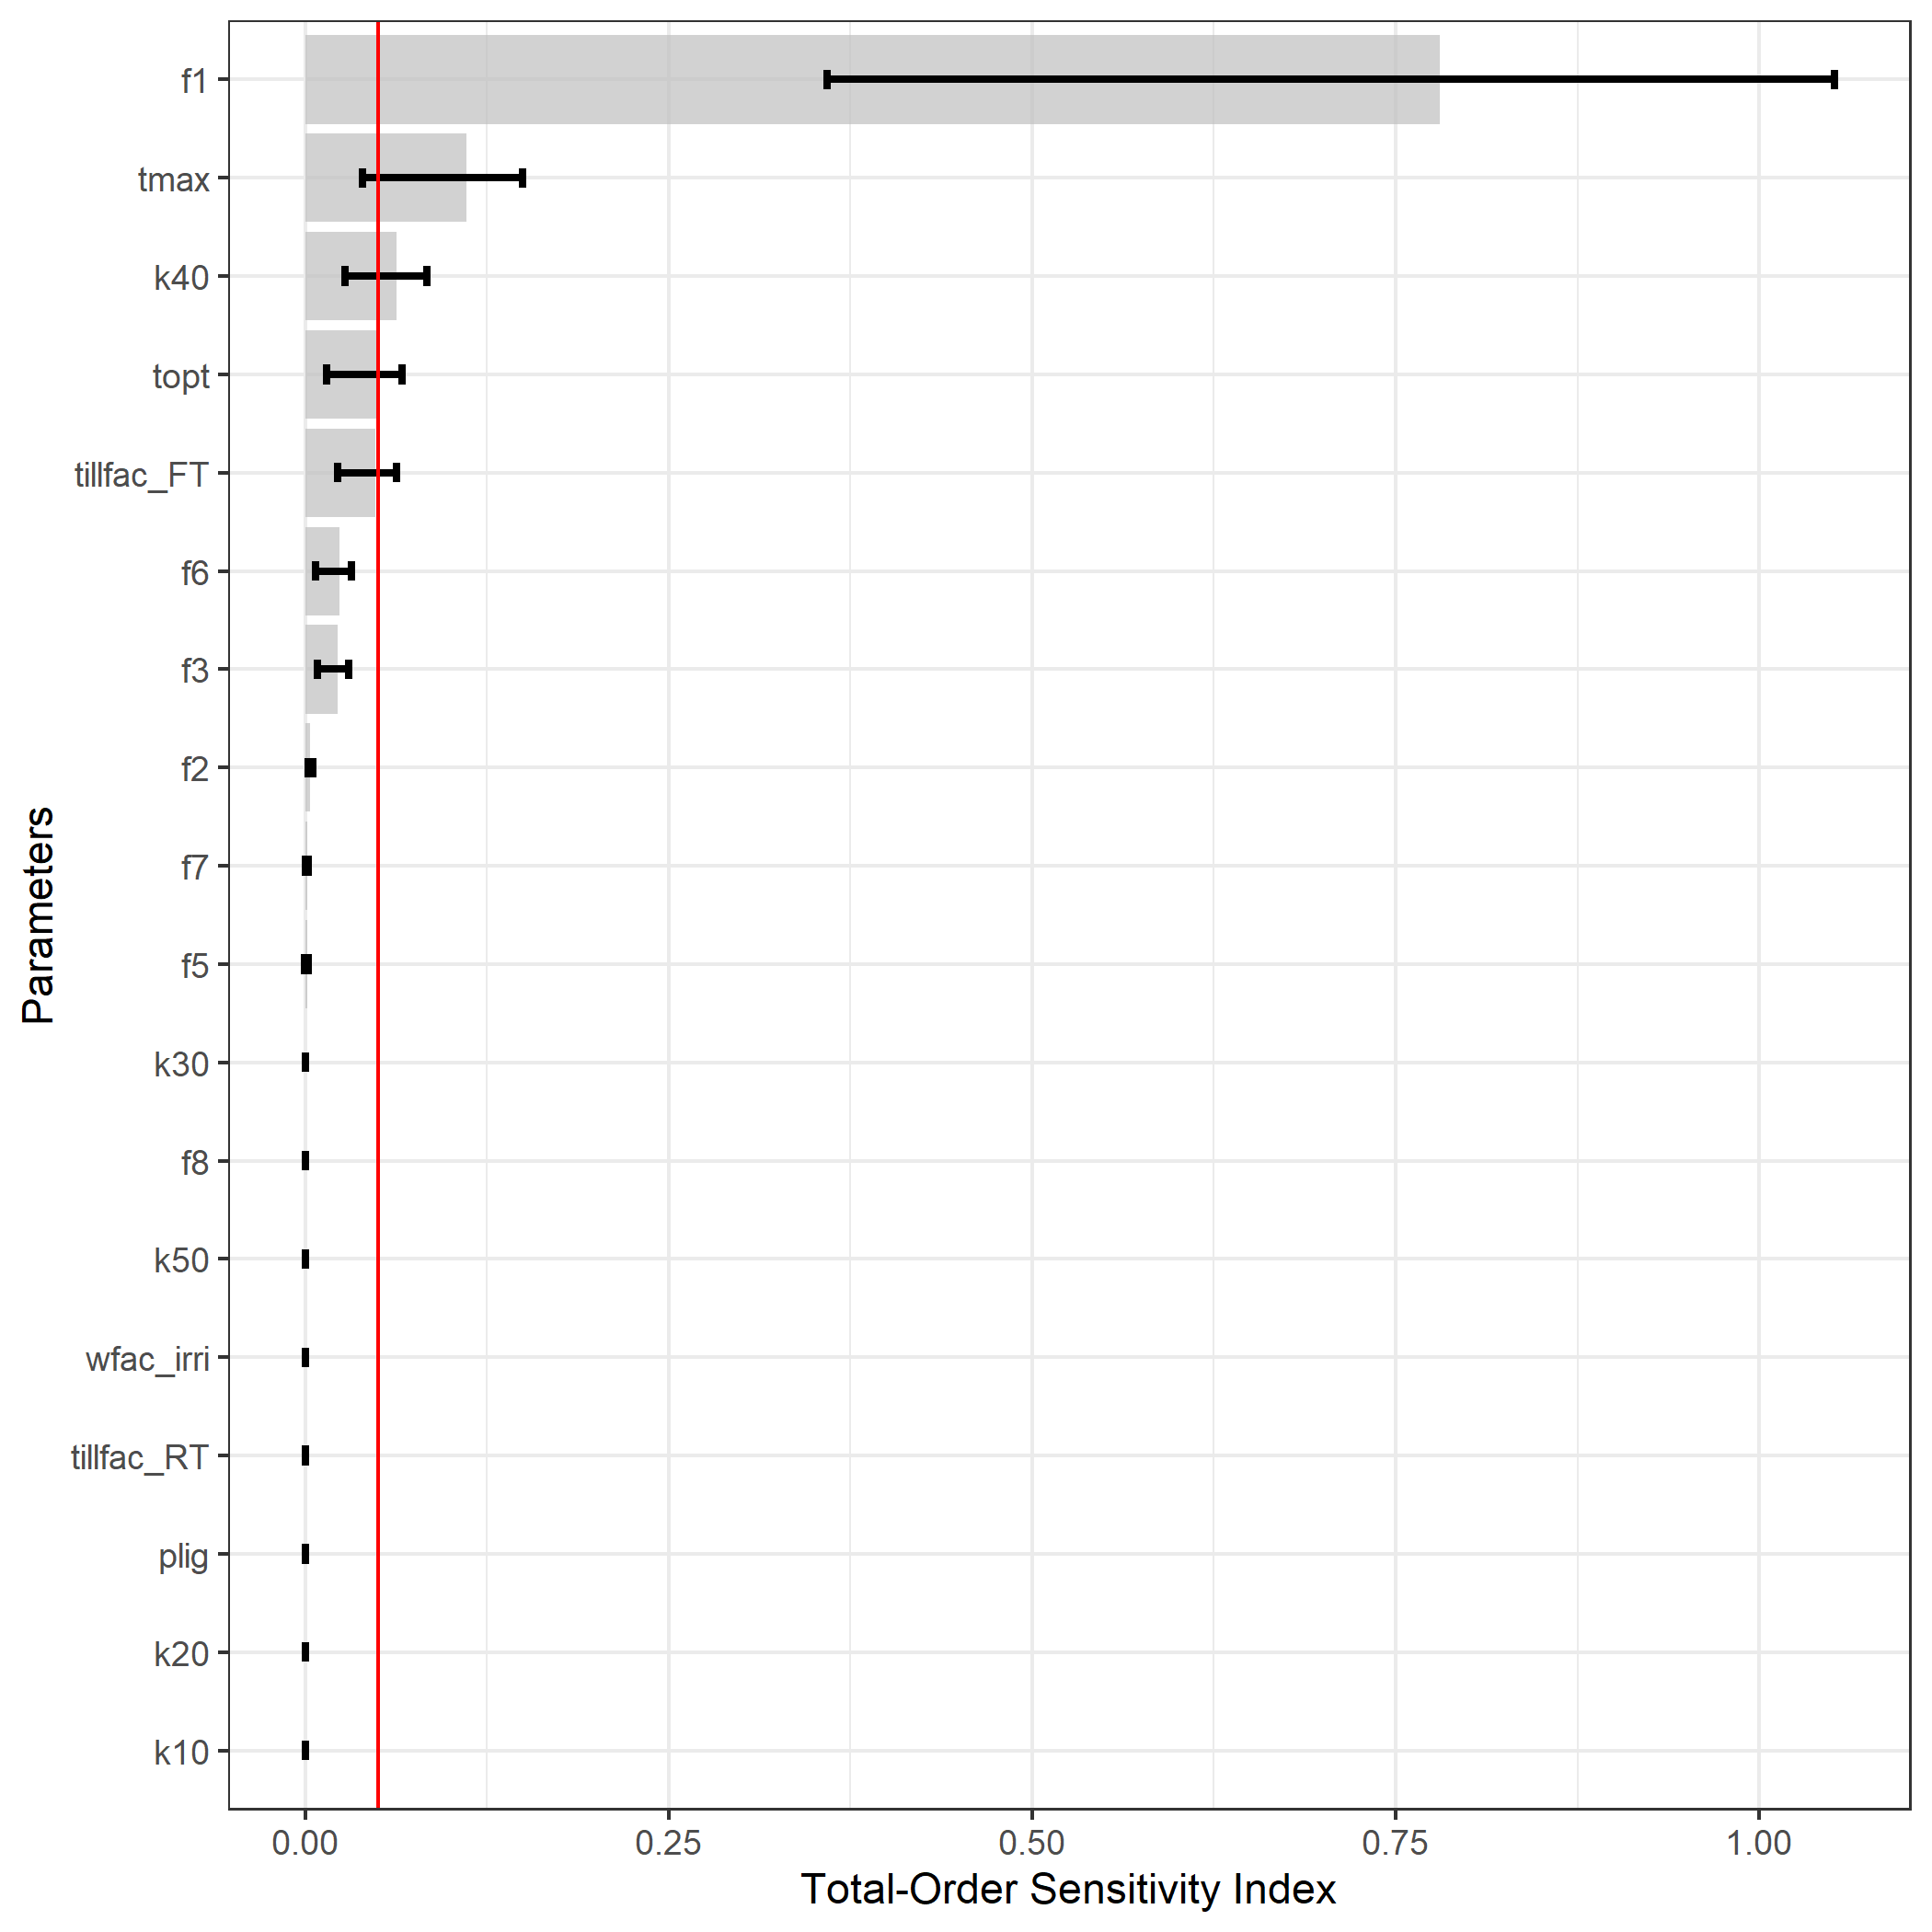 f1
tmax
k40
topt
tillfac_FT
f6
f3
f2
f7
f5
k30
f8
k50
wfac_irri
tillfac_RT
plig
k20
k10
Parameters
0.00 0.25 0.50 0.75 1.00
Total-Order Sensitivity Index